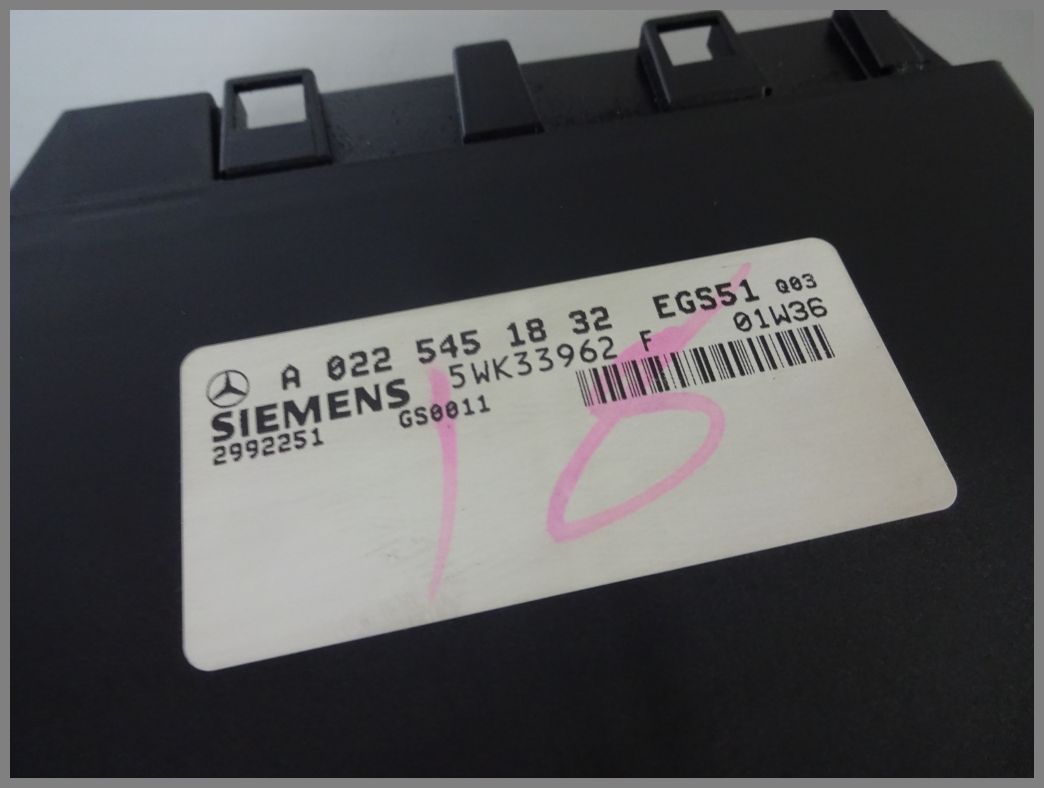 A 022 545 18 32 EGS51 Q03
SIEMENS 5WK33962 F 01W36
2992251 GS0011
18